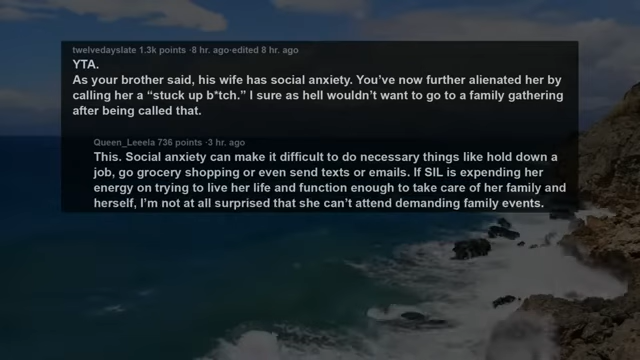 twelvedayslate 1.3k points ·8 hr. ago·edited 8 hr. ago
YTA.
As your brother said, his wife has social anxiety. You’ve now further alienated her by
calling her a “stuck up b*tch.” I sure as hell wouldn’t want to go to a family gathering
after being called that.
Queen_Leeela 736 points ·3 hr. ago
This. Social anxiety can make it difficult to do necessary things like hold down a
job, go grocery shopping or even send texts or emails. If SIL is expending her
energy on trying to live her life and function enough to take care of her family and
herself, I’m not at all surprised that she can’t attend demanding family events.